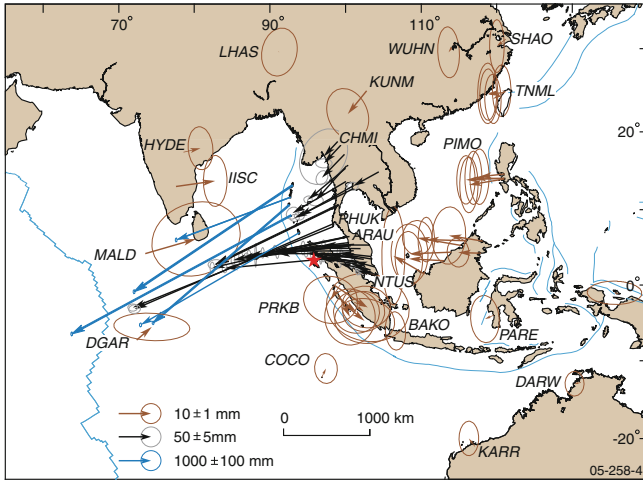 70°
90°
110°
LHAS
WUHN
SHAO
KUNM
TNML
20°
CHMI
HYDE
PIMO
IISC
PHUK
ARAU
MALD
NTUS
0°
PRKB
DGAR
BAKO
PARE
COCO
DARW
10 ± 1 mm
0 1000 km
50 ± 5mm
-20°
KARR
1000 ± 100 mm
05-258-4